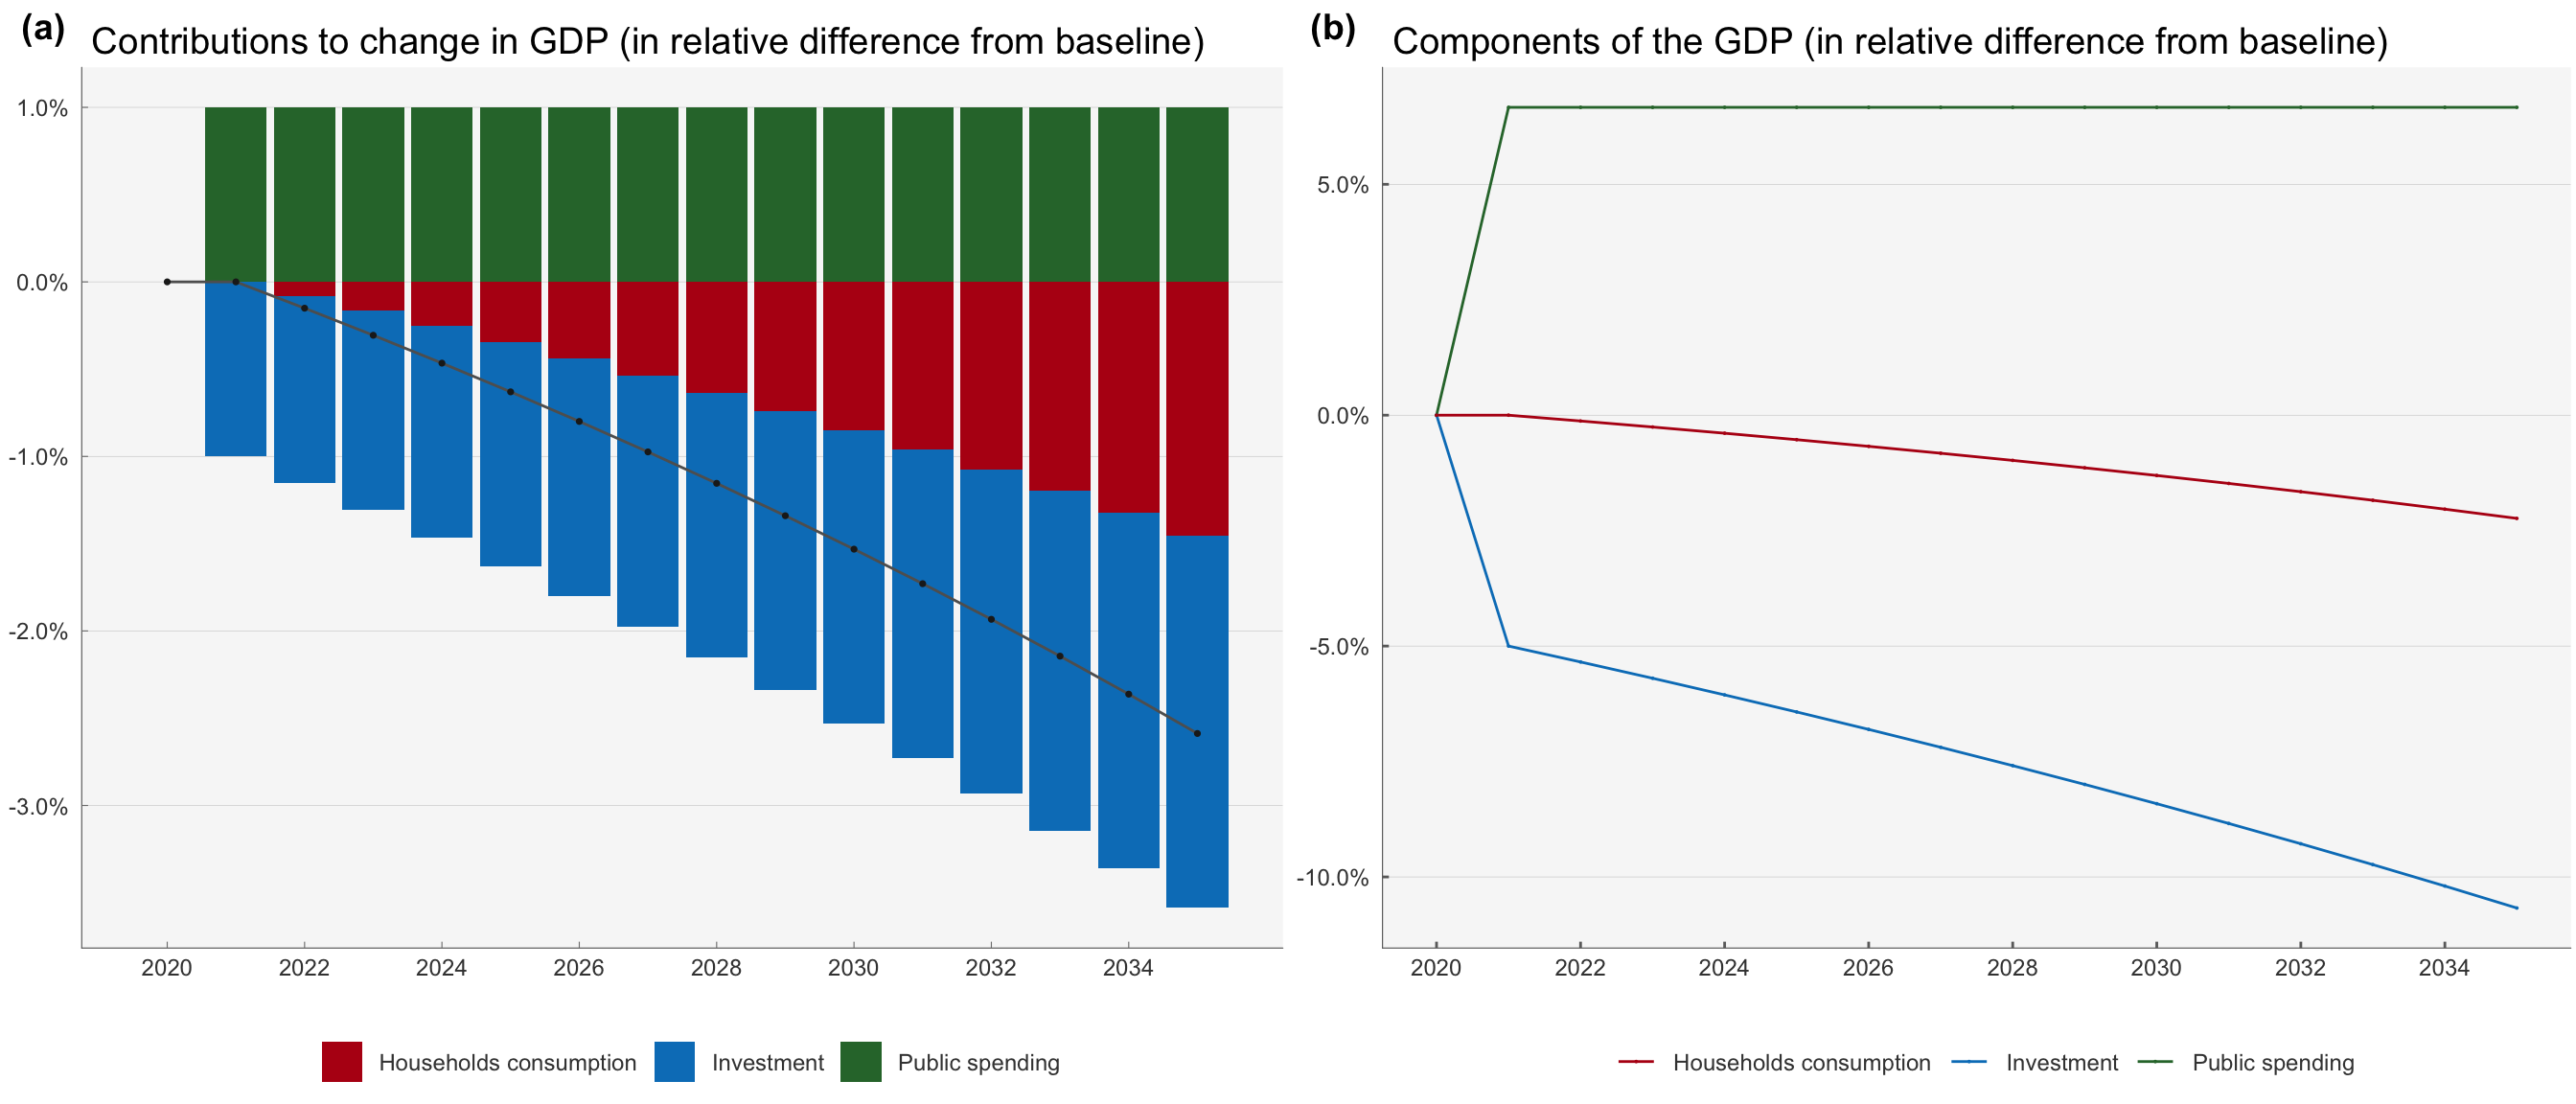 (a)
Contributions to change in GDP (in relative difference from baseline)
1.0%
0.0%
-1.0%
-2.0%
-3.0%
2020 2022 2024 2026 2028 2030 2032 2034
Households consumption Investment Public spending
(b)
Components of the GDP (in relative difference from baseline)
5.0%
0.0%
-5.0%
-10.0%
2020 2022 2024 2026 2028 2030 2032 2034
Households consumption Investment Public spending